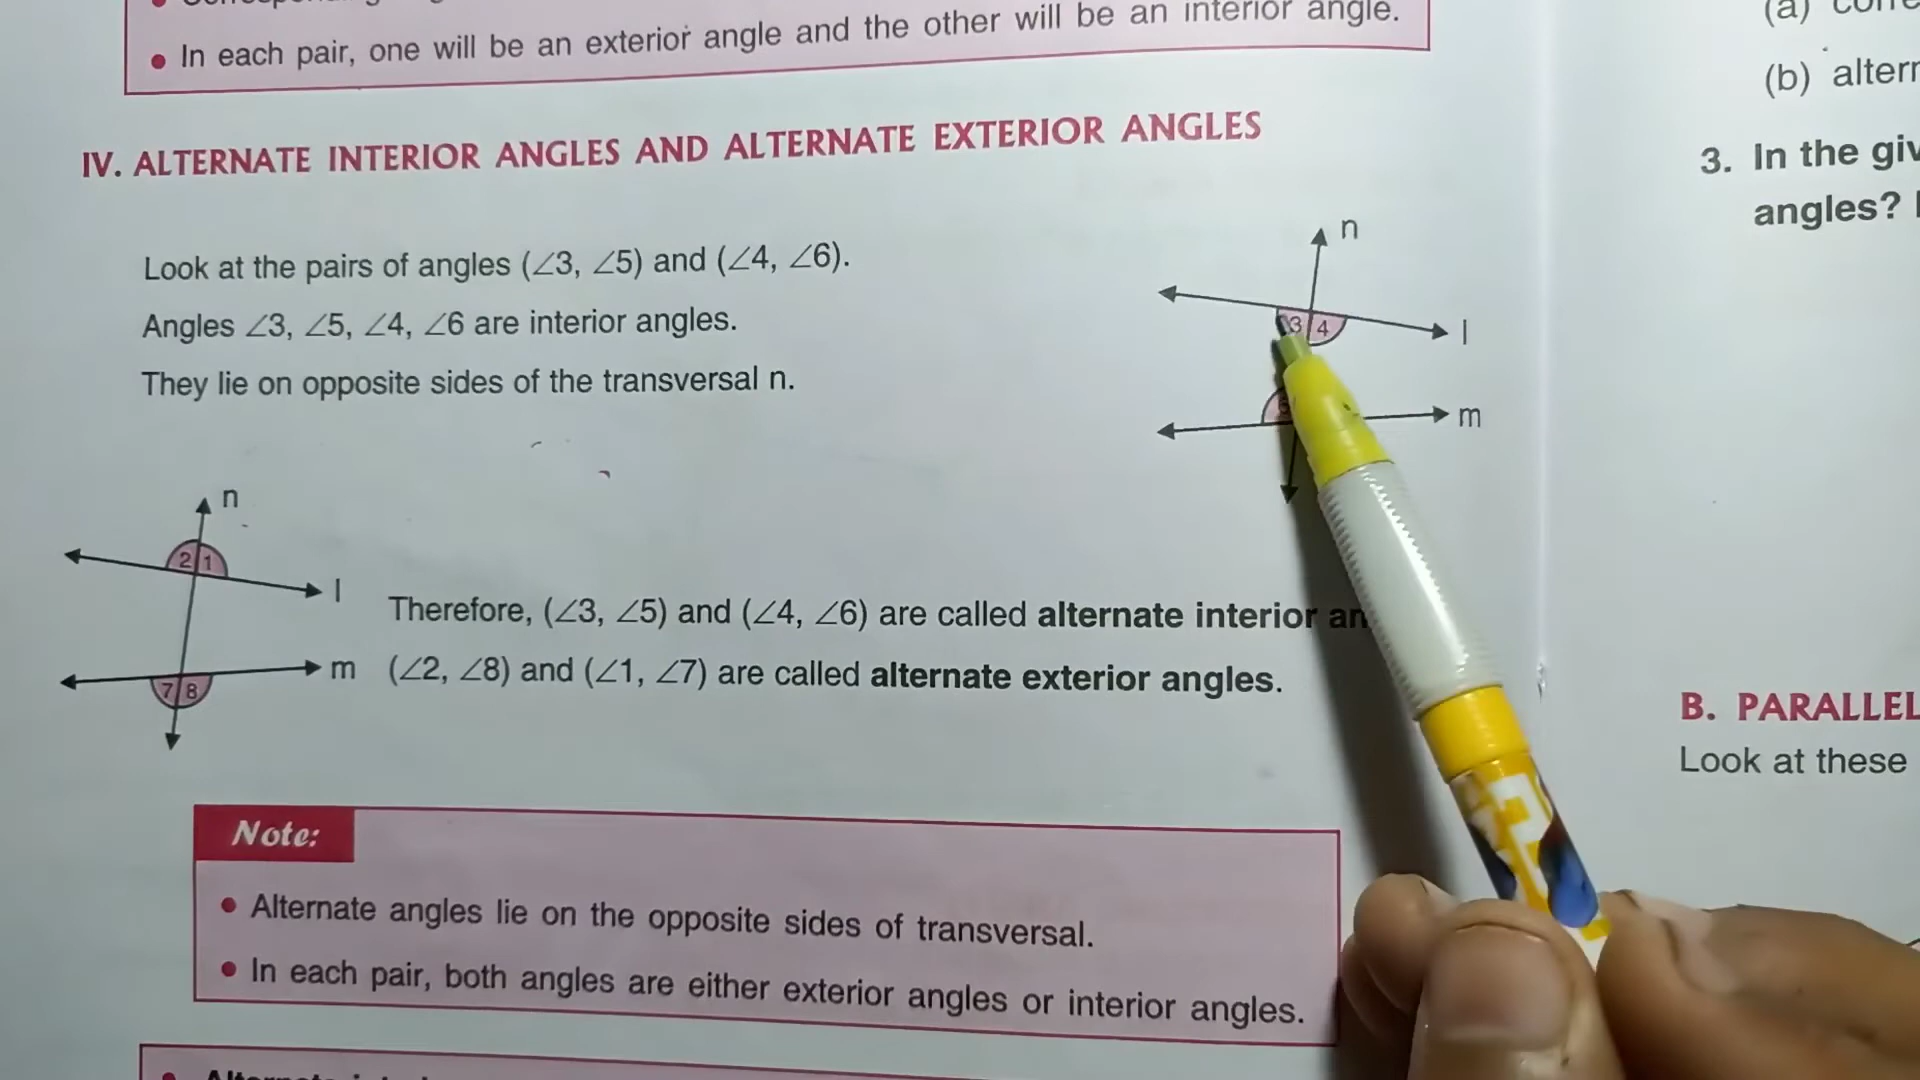 In each pair, one will be an exterior angle and the other will be an interior angle.
IV. ALTERNATE INTERIOR ANGLES AND ALTERNATE EXTERIOR ANGLES
Look at the pairs of angles (∠3, ∠5) and (∠4, ∠6).
Angles ∠3, ∠5, ∠4, ∠6 are interior angles.
They lie on opposite sides of the transversal n.
n
3 4
l
m
n
2 1
l
m
7 8
Therefore, (∠3, ∠5) and (∠4, ∠6) are called alternate interior
(∠2, ∠8) and (∠1, ∠7) are called alternate exterior angles.
Note:
Alternate angles lie on the opposite sides of transversal.
In each pair, both angles are either exterior angles or interior angles.
(a)
(b)
3. In the
angles?
B.
Look at these